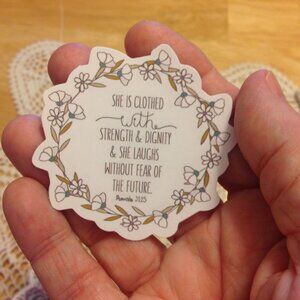 SHE IS CLOTHED
with
STRENGTH & DIGNITY
& SHE LAUGHS
WITHOUT FEAR OF
THE FUTURE.
Proverbs 31:25